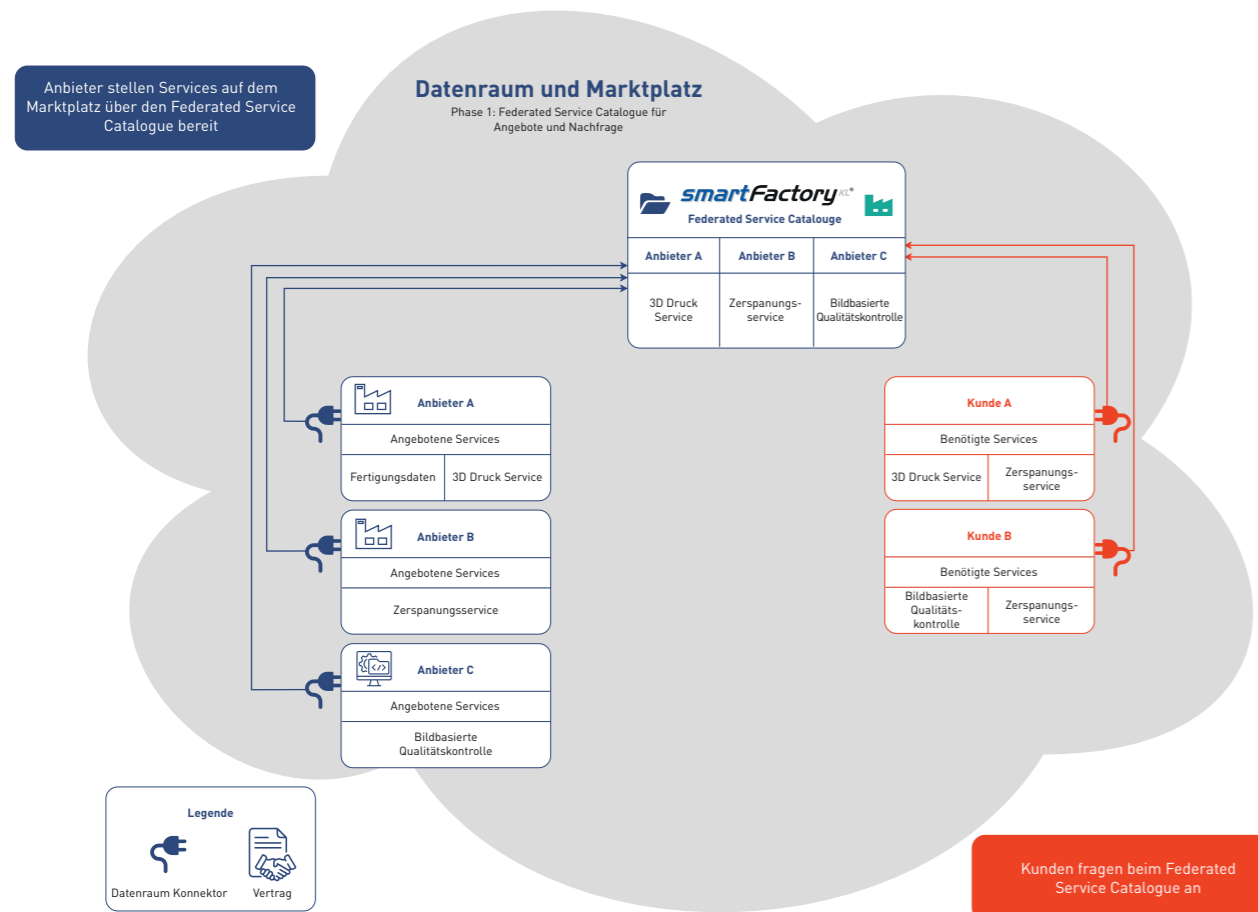 Anbieter stellen Services auf dem
Marktplatz über den Federated Service
Catalogue bereit
Datenraum und Marktplatz
Phase 1: Federated Service Catalogue für
Angebote und Nachfrage
smartFactory KL®
Federated Service Catalouge
Anbieter A
Anbieter B
Anbieter C
3D Druck
Service
Zerspanungs-
service
Bildbasierte
Qualitätskontrolle
Anbieter A
Angebotene Services
Fertigungsdaten
3D Druck Service
Anbieter B
Angebotene Services
Zerspanungsservice
Anbieter C
Angebotene Services
Bildbasierte
Qualitätskontrolle
Kunde A
Benötigte Services
3D Druck Service
Zerspanungs-
service
Kunde B
Benötigte Services
Bildbasierte
Qualitäts-
kontrolle
Zerspanungs-
service
Legende
Datenraum Konnektor
Vertrag
Kunden fragen beim Federated
Service Catalogue an